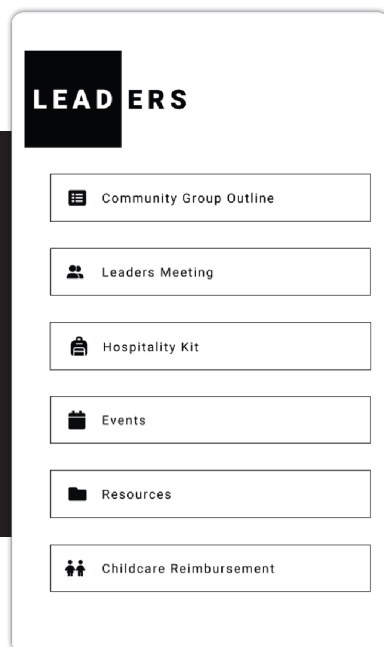 LEADERS
Community Group Outline
Leaders Meeting
Hospitality Kit
Events
Resources
Childcare Reimbursement